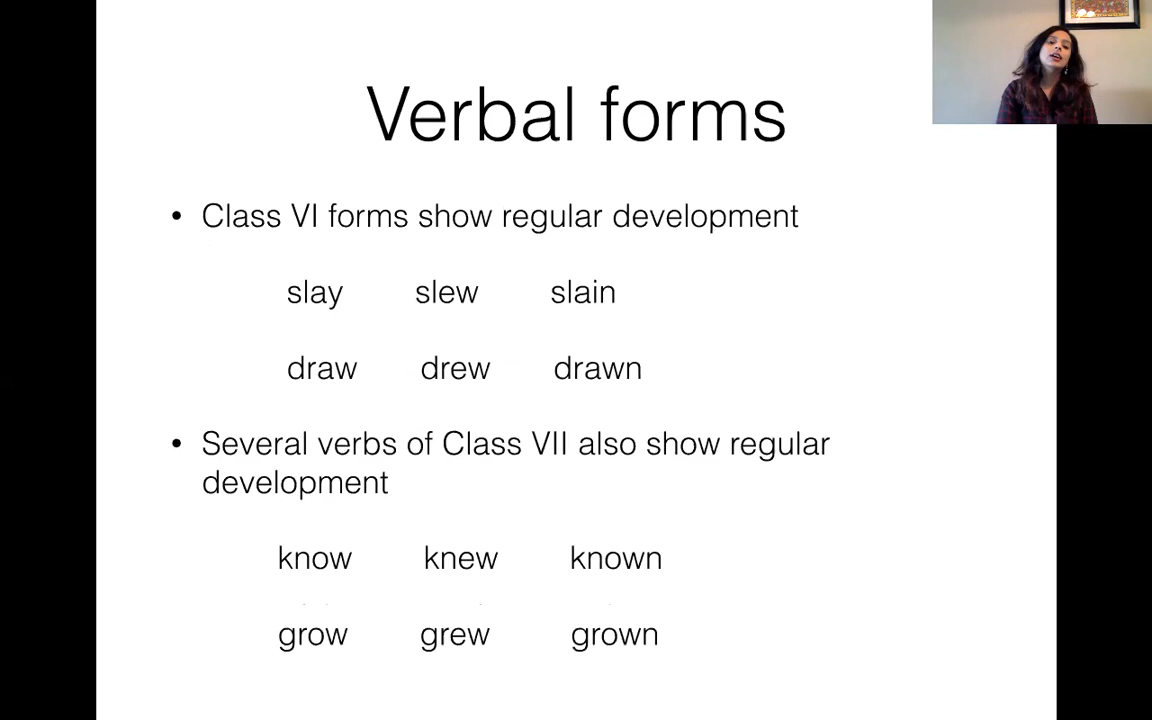 Verbal forms
• Class VI forms show regular development
slay slew slain
draw drew drawn
• Several verbs of Class VII also show regular
development
know knew known
grow grew grown